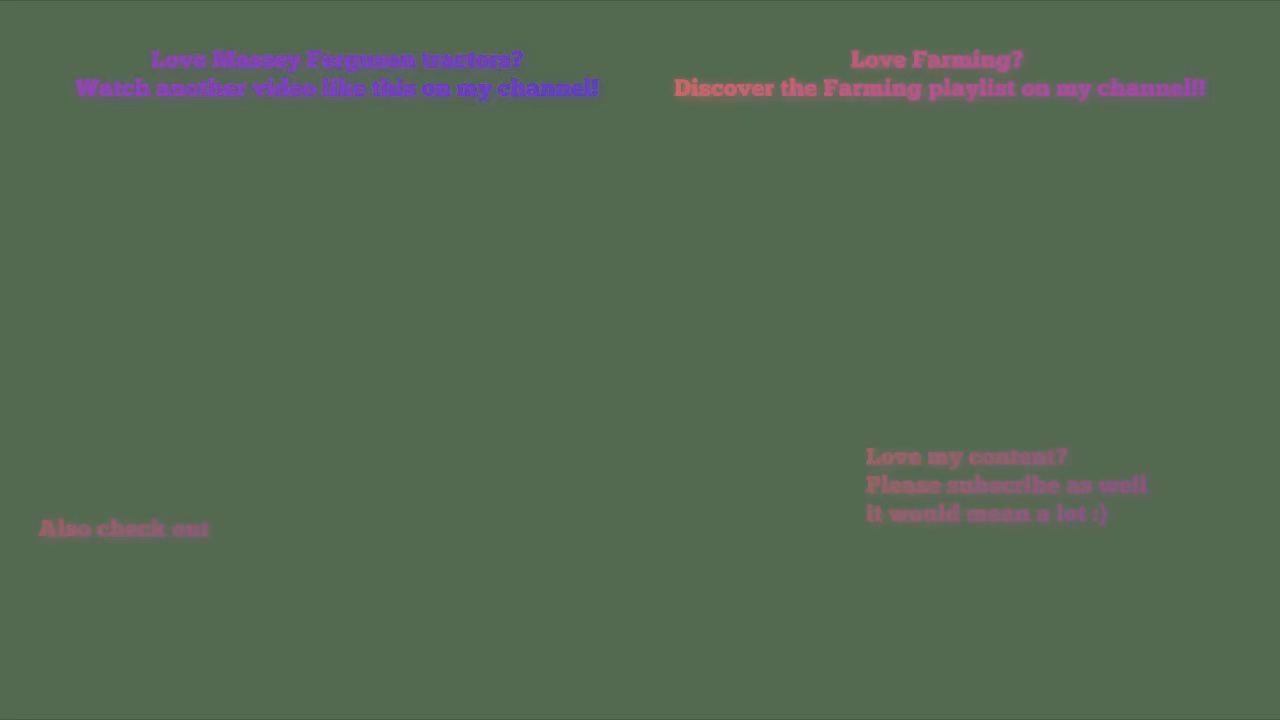 Love Massey Ferguson tractors?
Watch another video like this on my channel!
Love Farming?
Discover the Farming playlist on my channel!!
Love my content?
Please subscribe as well
it would mean a lot :)
Also check out